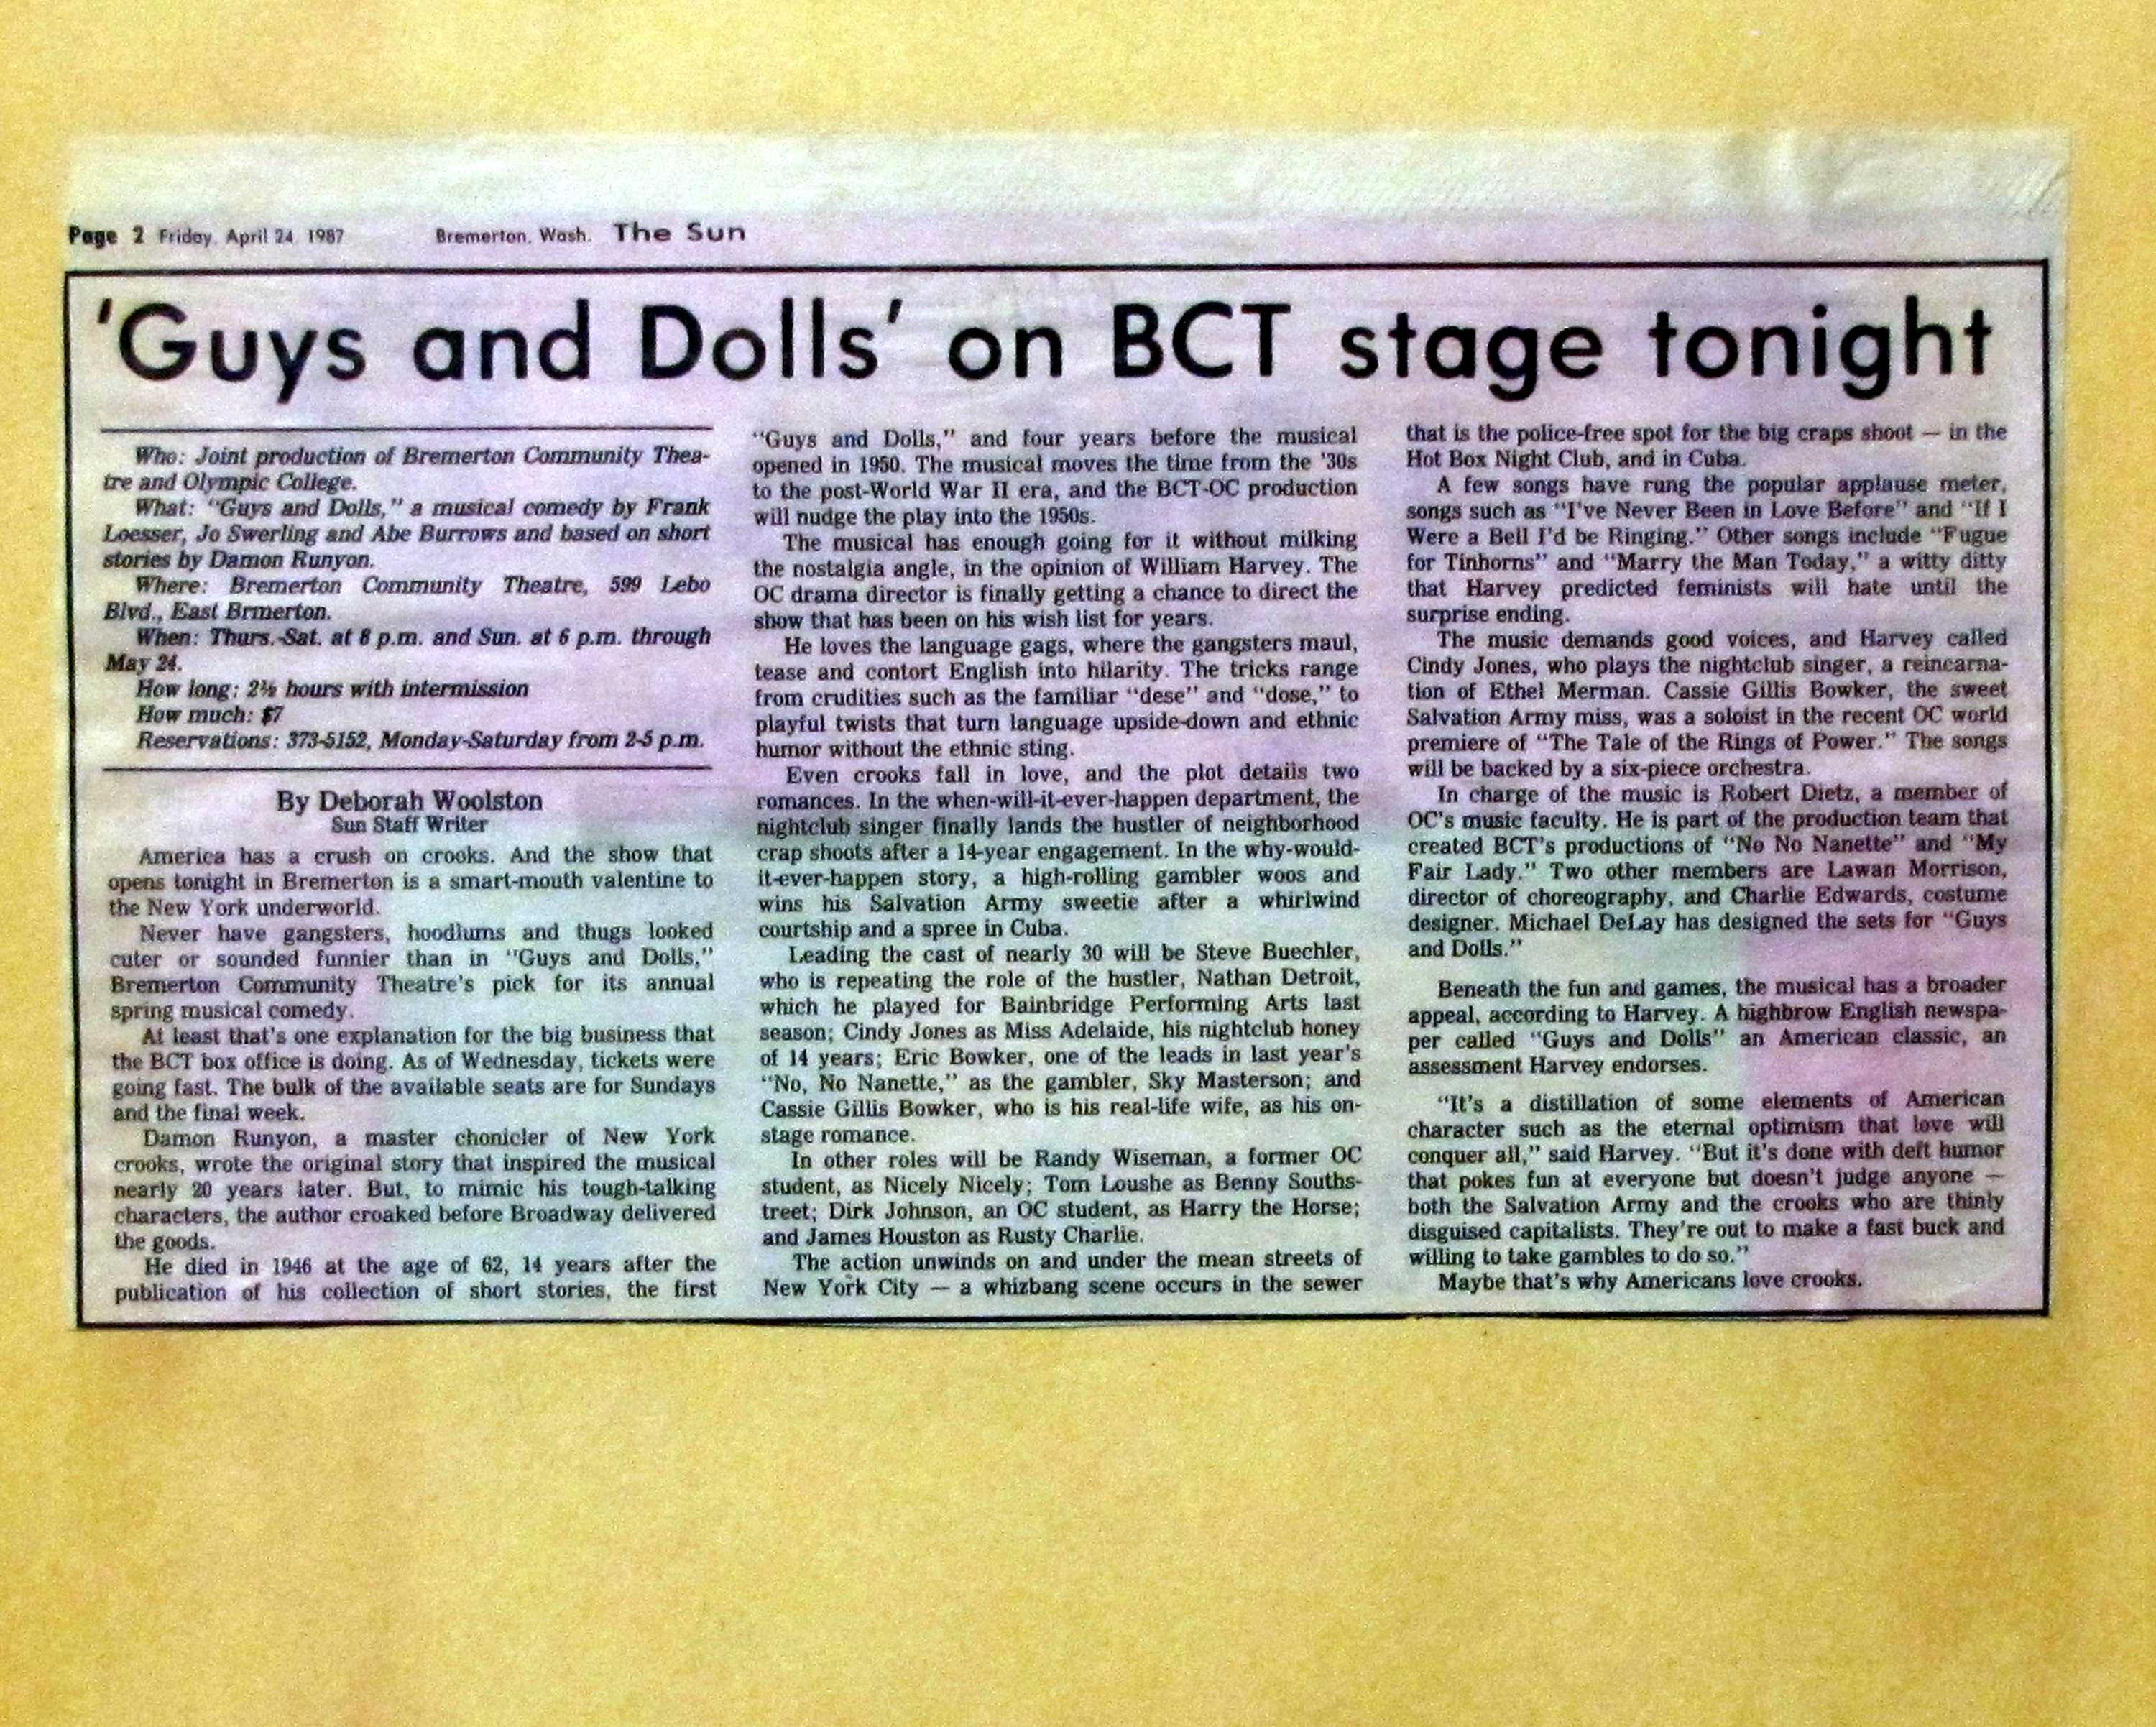 Page 2 Friday, April 24, 1987 Bremerton, Wash. The Sun
'Guys and Dolls' on BCT stage tonight
Who: Joint production of Bremerton Community Thea-
tre and Olympic College.
What: "Guys and Dolls," a musical comedy by Frank
Loesser, Jo Swerling and Abe Burrows and based on short
stories by Damon Runyon.
Where: Bremerton Community Theatre, 599 Lebo
Blvd., East Brmerton.
When: Thurs.-Sat. at 8 p.m. and Sun. at 6 p.m. through
May 24.
How long: 2½ hours with intermission
How much: $7
Reservations: 373-5152, Monday-Saturday from 2-5 p.m.
By Deborah Woolston
Sun Staff Writer
America has a crush on crooks. And the show that
opens tonight in Bremerton is a smart-mouth valentine to
the New York underworld.
Never have gangsters, hoodlums and thugs looked
cuter or sounded funnier than in "Guys and Dolls,"
Bremerton Community Theatre's pick for its annual
spring musical comedy.
At least that's one explanation for the big business that
the BCT box office is doing. As of Wednesday, tickets were
going fast. The bulk of the available seats are for Sundays
and the final week.
Damon Runyon, a master chonicler of New York
crooks, wrote the original story that inspired the musical
nearly 20 years later. But, to mimic his tough-talking
characters, the author croaked before Broadway delivered
the goods.
He died in 1946 at the age of 62, 14 years after the
publication of his collection of short stories, the first
"Guys and Dolls," and four years before the musical
opened in 1950. The musical moves the time from the '30s
to the post-World War II era, and the BCT-OC production
will nudge the play into the 1950s.
The musical has enough going for it without milking
the nostalgia angle, in the opinion of William Harvey. The
OC drama director is finally getting a chance to direct the
show that has been on his wish list for years.
He loves the language gags, where the gangsters maul,
tease and contort English into hilarity. The tricks range
from crudities such as the familiar "dese" and "dose," to
playful twists that turn language upside-down and ethnic
humor without the ethnic sting.
Even crooks fall in love, and the plot details two
romances. In the when-will-it-ever-happen department, the
nightclub singer finally lands the hustler of neighborhood
crap shoots after a 14-year engagement. In the why-would-
it-ever-happen story, a high-rolling gambler woos and
wins his Salvation Army sweetie after a whirlwind
courtship and a spree in Cuba.
Leading the cast of nearly 30 will be Steve Buechler,
who is repeating the role of the hustler, Nathan Detroit,
which he played for Bainbridge Performing Arts last
season; Cindy Jones as Miss Adelaide, his nightclub honey
of 14 years; Eric Bowker, one of the leads in last year's
"No, No Nanette," as the gambler, Sky Masterson; and
Cassie Gillis Bowker, who is his real-life wife, as his on-
stage romance.
In other roles will be Randy Wiseman, a former OC
student, as Nicely Nicely; Tom Loushe as Benny Souths-
treet; Dirk Johnson, an OC student, as Harry the Horse;
and James Houston as Rusty Charlie.
The action unwinds on and under the mean streets of
New York City — a whizbang scene occurs in the sewer
that is the police-free spot for the big craps shoot — in the
Hot Box Night Club, and in Cuba.
A few songs have rung the popular applause meter,
songs such as "I've Never Been in Love Before" and "If I
Were a Bell I'd be Ringing." Other songs include "Fugue
for Tinhorns" and "Marry the Man Today," a witty ditty
that Harvey predicted feminists will hate until the
surprise ending.
The music demands good voices, and Harvey called
Cindy Jones, who plays the nightclub singer, a reincarna-
tion of Ethel Merman. Cassie Gillis Bowker, the sweet
Salvation Army miss, was a soloist in the recent OC world
premiere of "The Tale of the Rings of Power." The songs
will be backed by a six-piece orchestra.
In charge of the music is Robert Dietz, a member of
OC's music faculty. He is part of the production team that
created BCT's productions of "No No Nanette" and "My
Fair Lady." Two other members are Lawan Morrison,
director of choreography, and Charlie Edwards, costume
designer. Michael DeLay has designed the sets for "Guys
and Dolls."
Beneath the fun and games, the musical has a broader
appeal, according to Harvey. A highbrow English newspa-
per called "Guys and Dolls" an American classic, an
assessment Harvey endorses.
"It's a distillation of some elements of American
character such as the eternal optimism that love will
conquer all," said Harvey. "But it's done with deft humor
that pokes fun at everyone but doesn't judge anyone —
both the Salvation Army and the crooks who are thinly
disguised capitalists. They're out to make a fast buck and
willing to take gambles to do so."
Maybe that's why Americans love crooks.